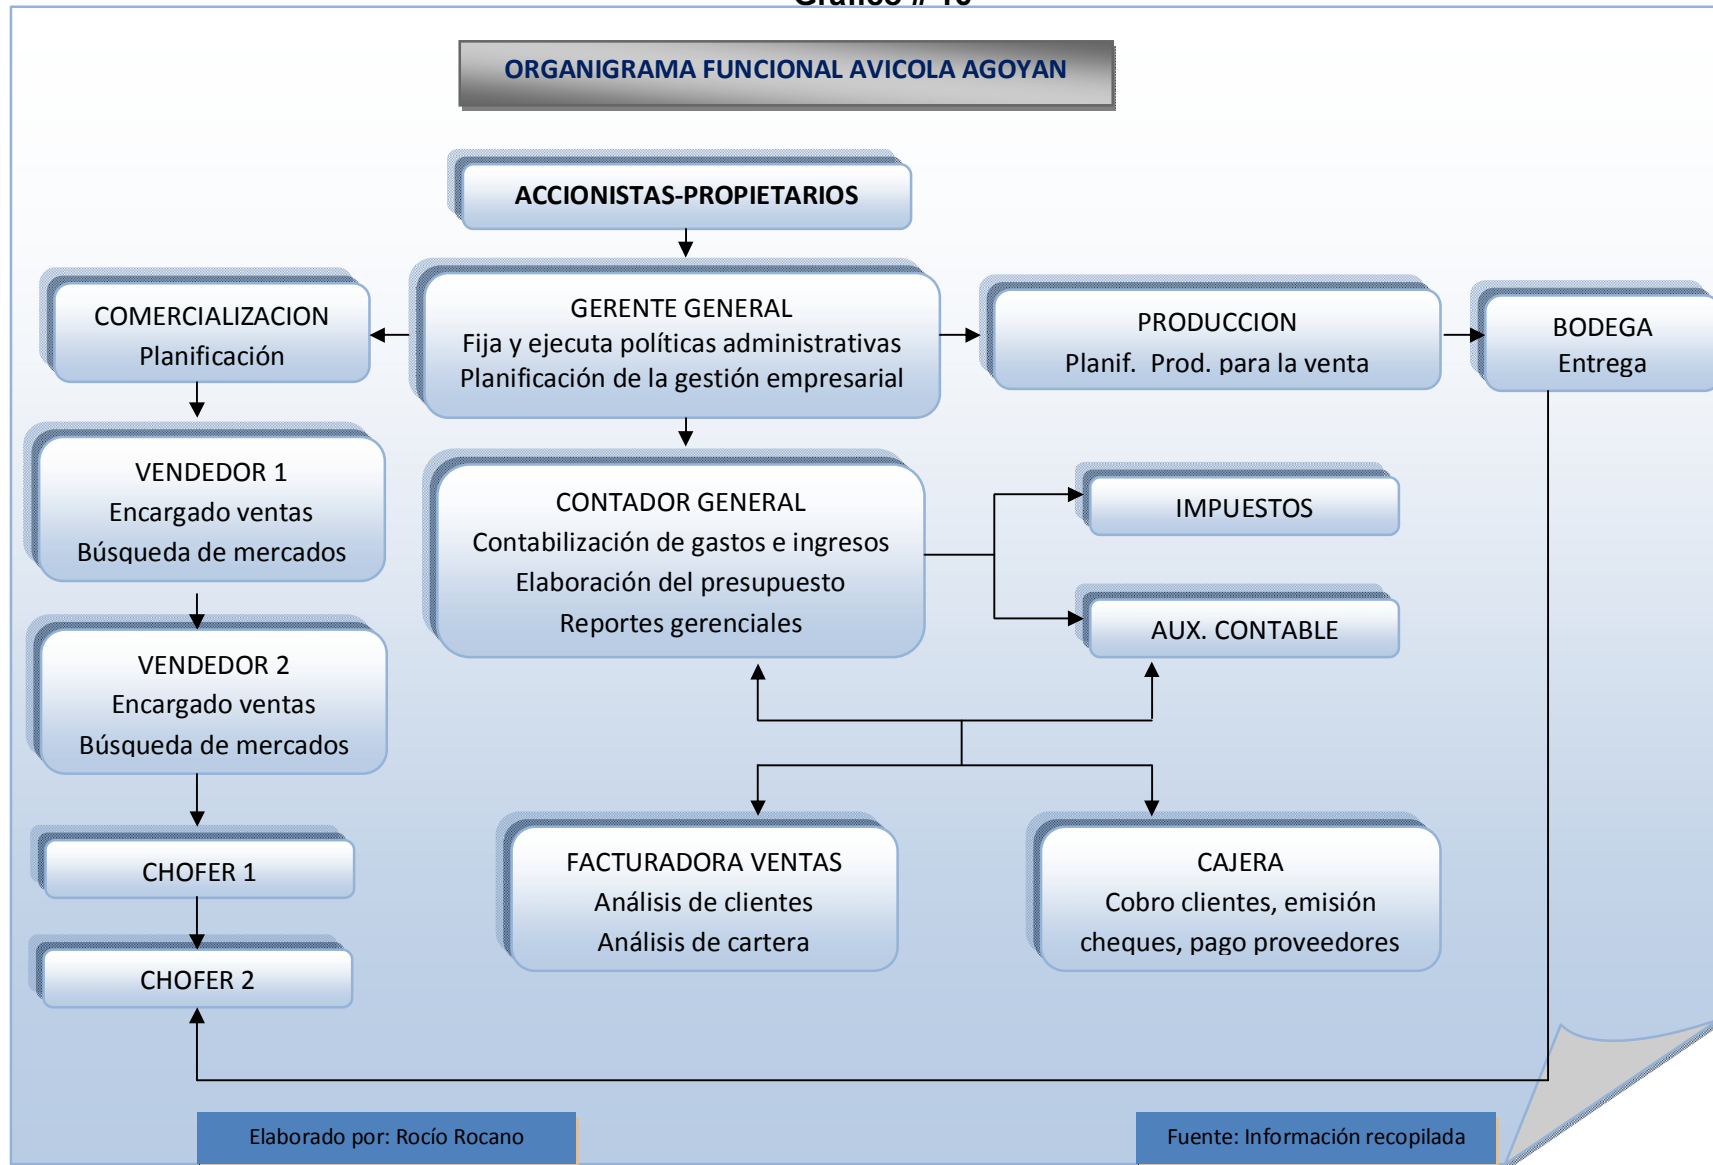 ORGANIGRAMA FUNCIONAL AVICOLA AGOYAN
ACCIONISTAS-PROPIETARIOS
COMERCIALIZACION
Planificación
GERENTE GENERAL
Fija y ejecuta políticas administrativas
Planificación de la gestión empresarial
PRODUCCION
Planif. Prod. para la venta
BODEGA
Entrega
VENDEDOR 1
Encargado ventas
Búsqueda de mercados
CONTADOR GENERAL
Contabilización de gastos e ingresos
Elaboración del presupuesto
Reportes gerenciales
IMPUESTOS
AUX. CONTABLE
VENDEDOR 2
Encargado ventas
Búsqueda de mercados
CHOFER 1
CHOFER 2
FACTURADORA VENTAS
Análisis de clientes
Análisis de cartera
CAJERA
Cobro clientes, emisión
cheques, pago proveedores
Elaborado por: Rocío Rocano
Fuente: Información recopilada